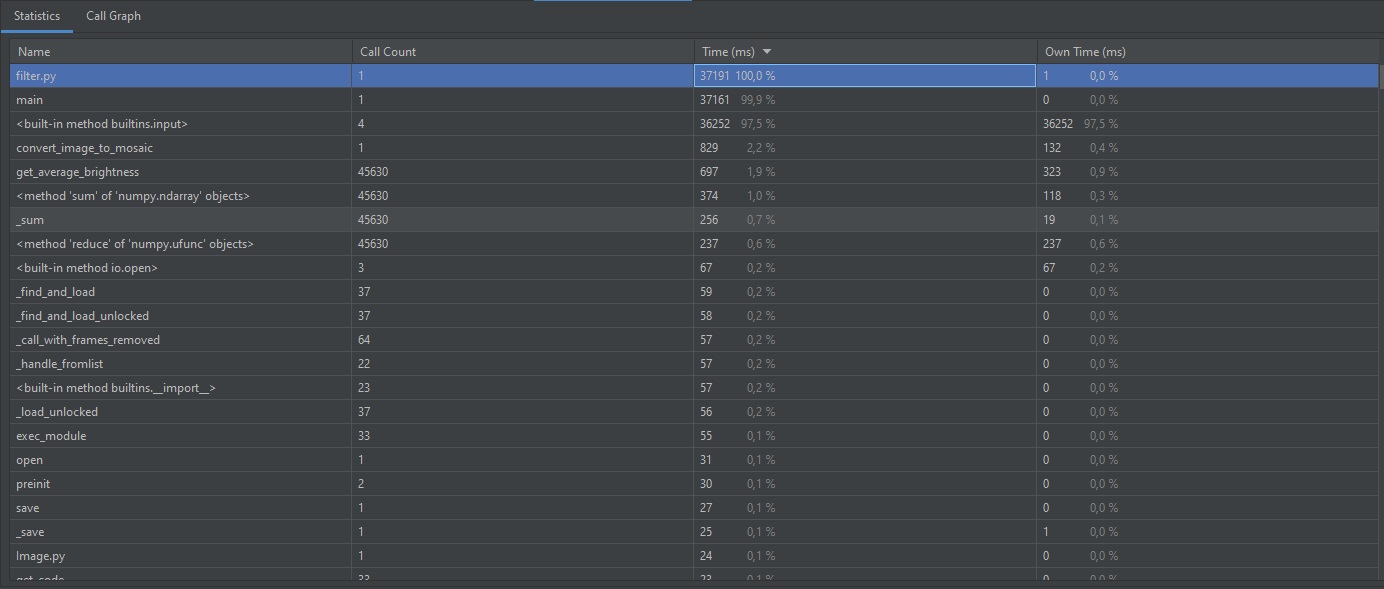 Statistics Call Graph
Name Call Count Time (ms) Own Time (ms)
filter.py 1 37191 100,0 % 1 0,0 %
main 1 37161 99,9 % 0 0,0 %
<built-in method builtins.input> 4 36252 97,5 % 36252 97,5 %
convert_image_to_mosaic 1 829 2,2 % 132 0,4 %
get_average_brightness 45630 697 1,9 % 323 0,9 %
<method 'sum' of 'numpy.ndarray' objects> 45630 374 1,0 % 118 0,3 %
_sum 45630 256 0,7 % 19 0,1 %
<method 'reduce' of 'numpy.ufunc' objects> 45630 237 0,6 % 237 0,6 %
<built-in method io.open> 3 67 0,2 % 67 0,2 %
_find_and_load 37 59 0,2 % 0 0,0 %
_find_and_load_unlocked 37 58 0,2 % 0 0,0 %
_call_with_frames_removed 64 57 0,2 % 0 0,0 %
_handle_fromlist 22 57 0,2 % 0 0,0 %
<built-in method builtins.__import__> 23 57 0,2 % 0 0,0 %
_load_unlocked 37 56 0,2 % 0 0,0 %
exec_module 33 55 0,1 % 0 0,0 %
open 1 31 0,1 % 0 0,0 %
preinit 2 30 0,1 % 0 0,0 %
save 1 27 0,1 % 0 0,0 %
_save 1 25 0,1 % 1 0,0 %
Image.py 1 24 0,1 % 0 0,0 %
get_code 33 23 0,1 % 0 0,0 %